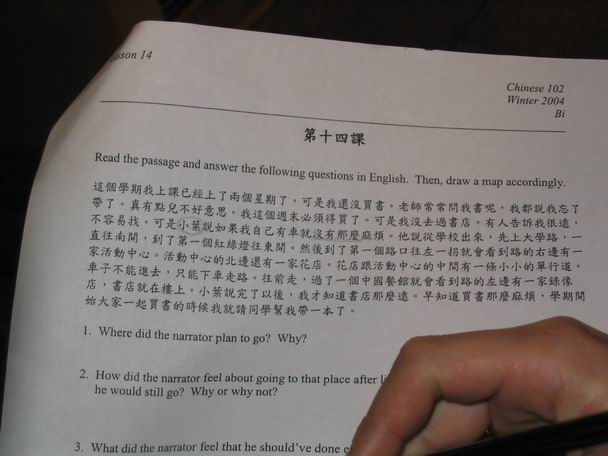 Lesson 14
Chinese 102
Winter 2004
Bi
第十四課
Read the passage and answer the following questions in English. Then, draw a map accordingly.
這個學期我上課已經上了兩個星期了，可是我還沒買書。老師常常問我書呢，我都說我忘了
帶了。真有點兒不好意思。我這個週末必須得買了。可是我沒去過書店。有人告訴我很遠，
不容易找。可是小葉說如果我自己有車就沒有那麼麻煩。他說從學校出來，先上大學路，一
直往南開，到了第一個紅綠燈往東開。然後到了第一個路口往左一拐就會看到路的右邊有一
家活動中心。活動中心的北邊還有一家花店。花店跟活動中心的中間有一條小小的單行道。
車子不能進去，只能下車走路。往前走，過了一個中國餐館就會看到路的左邊有一家錄像
店，書店就在樓上。小葉說完了以後，我才知道書店那麼遠。早知道買書那麼麻煩，學期開
始大家一起買書的時候我就請同學幫我帶一本了。
1. Where did the narrator plan to go? Why?
2. How did the narrator feel about going to that place after
he would still go? Why or why not?
3. What did the narrator feel that he should've done